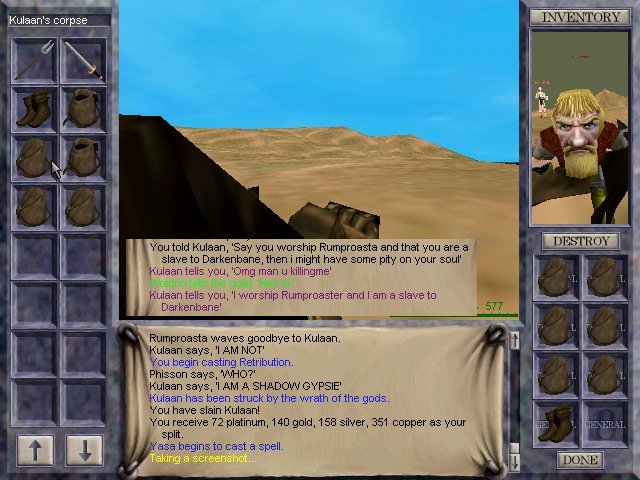 Kulaan's corpse
INVENTORY
DESTROY
GENERAL
DONE
You told Kulaan, 'Say you worship Rumproasta and that you are a
slave to Darkenbane, then i might have some pity on your soul'
Kulaan tells you, 'Omg man u killingme'
tells the guild,
Kulaan tells you, 'I worship Rumproaster and I am a slave to
Darkenbane'
577
Rumproasta waves goodbye to Kulaan.
Kulaan says, 'I AM NOT'
You begin casting Retribution.
Phisson says, 'WHO?'
Kulaan says, 'I AM A SHADOW GYPSIE'
Kulaan has been struck by the wrath of the gods.
You have slain Kulaan!
You receive 72 platinum, 140 gold, 158 silver, 351 copper as your
split.
Yasa begins to cast a spell.
Taking a screenshot...